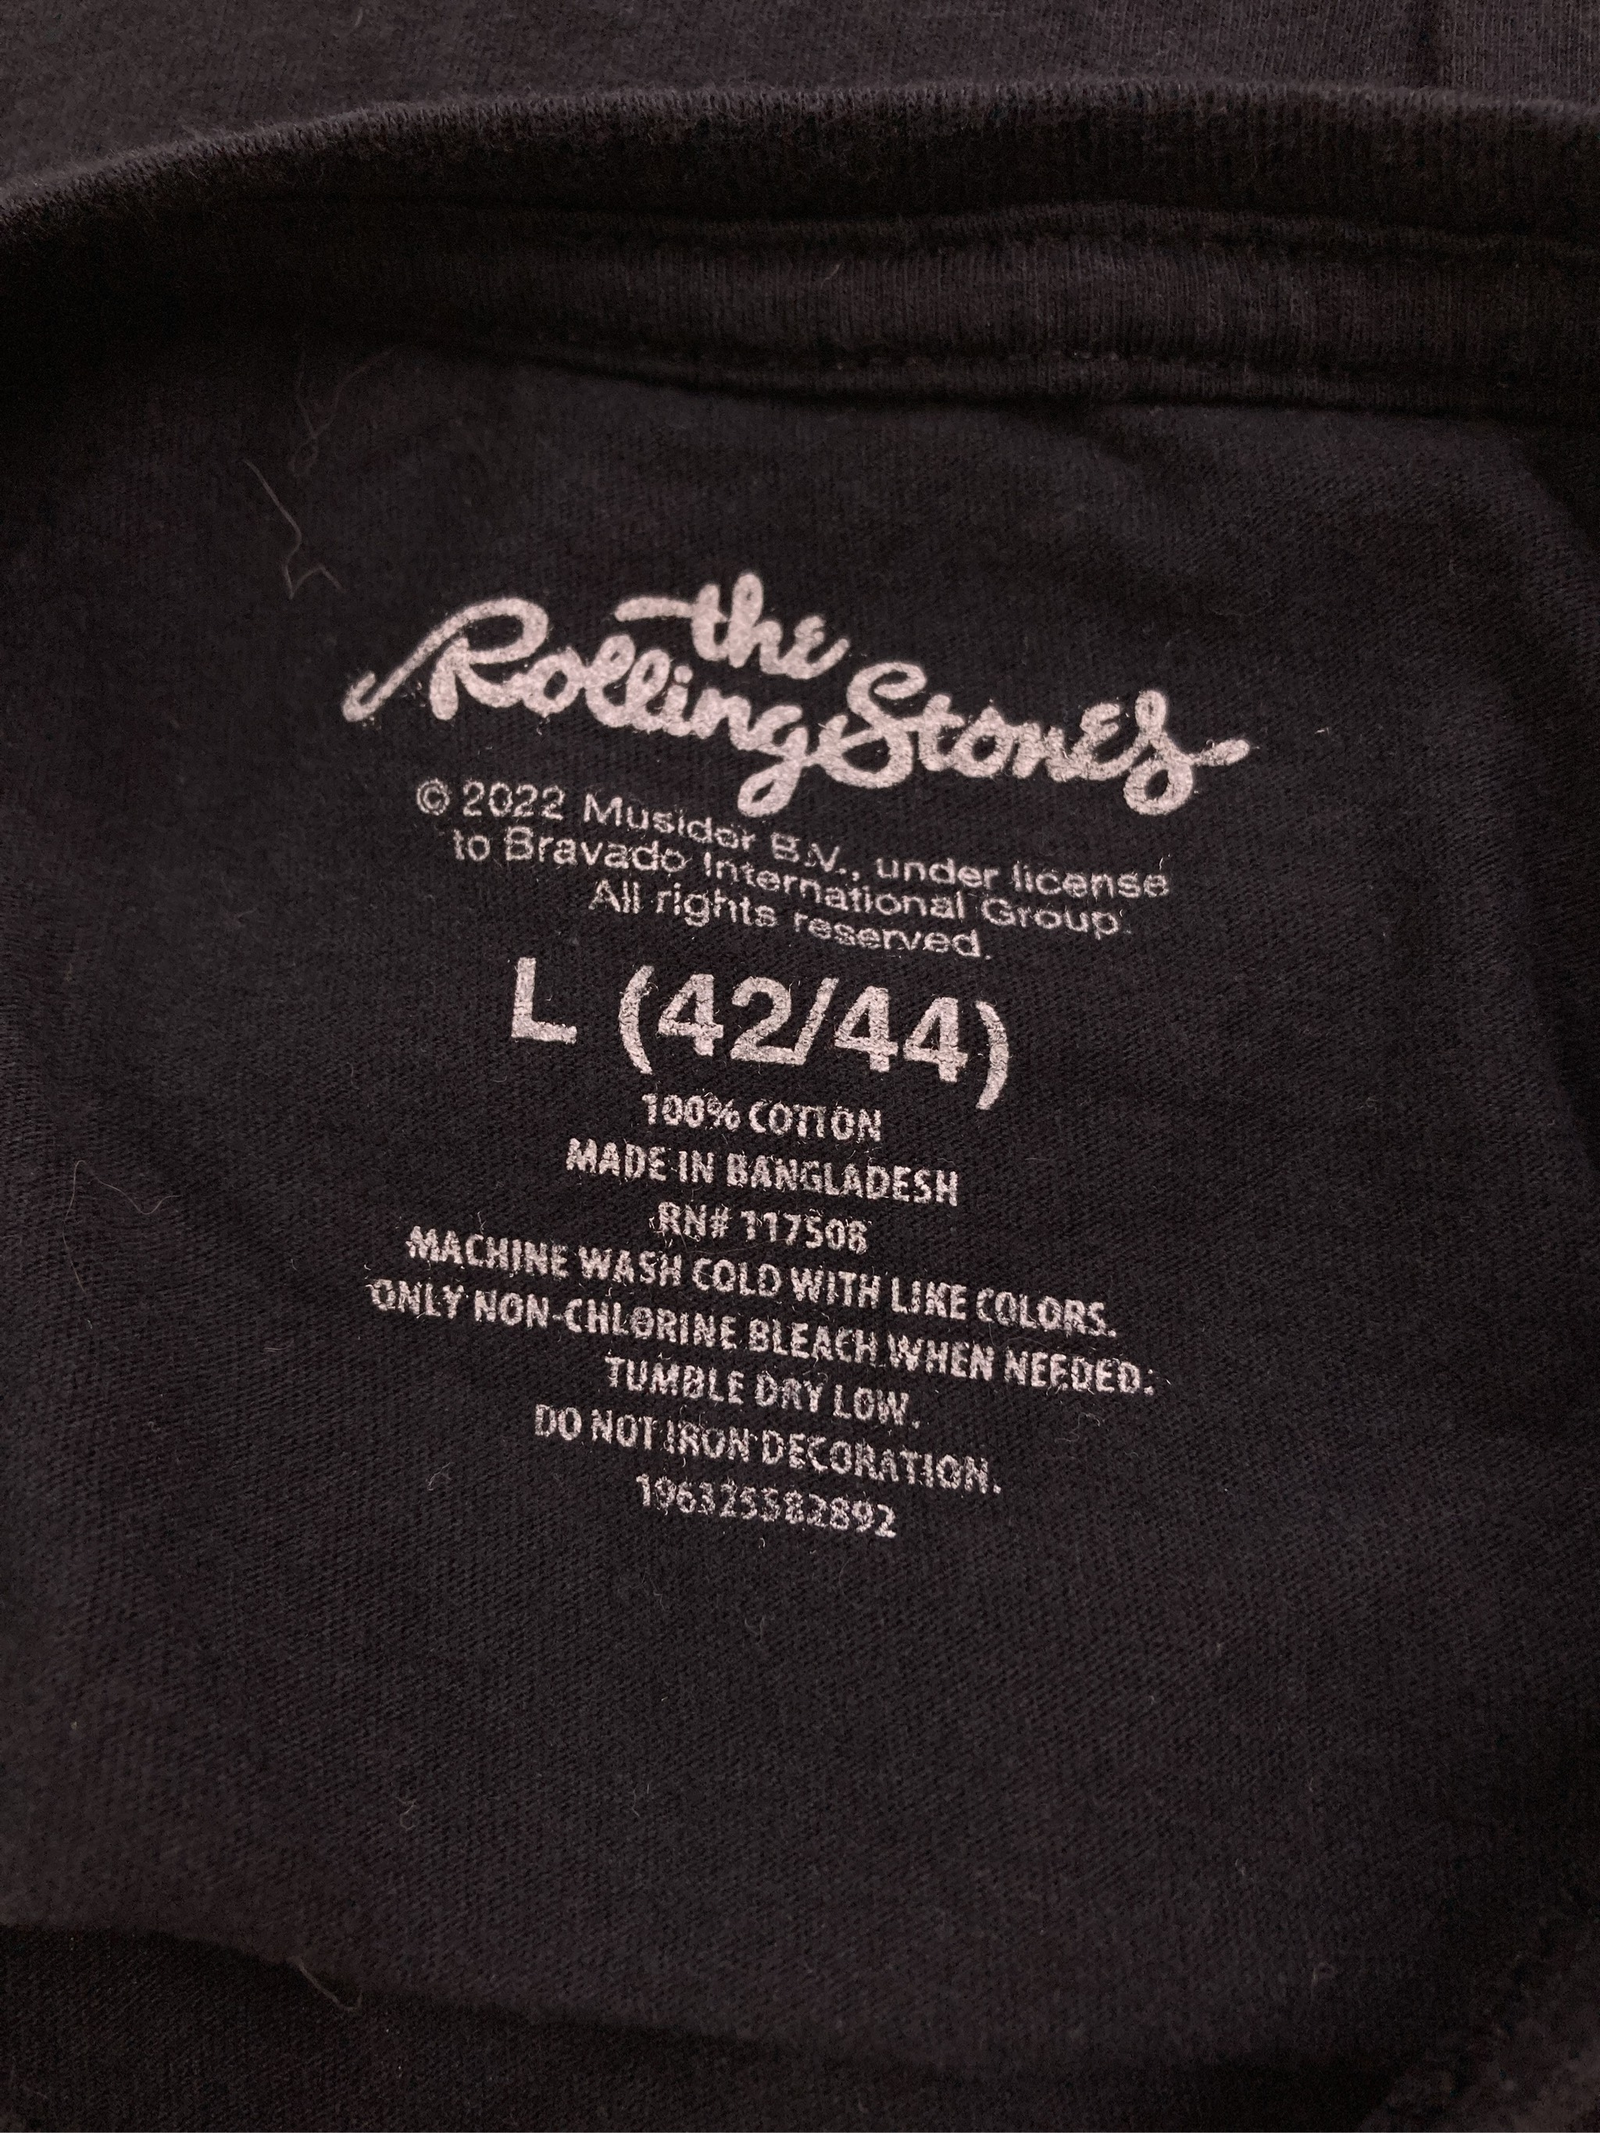 the
Rolling Stones
© 2022 Musidor B.V., under license
to Bravado International Group.
All rights reserved.
L (42/44)
100% COTTON
MADE IN BANGLADESH
RN# 117508
MACHINE WASH COLD WITH LIKE COLORS.
ONLY NON-CHLORINE BLEACH WHEN NEEDED.
TUMBLE DRY LOW.
DO NOT IRON DECORATION.
196325582892